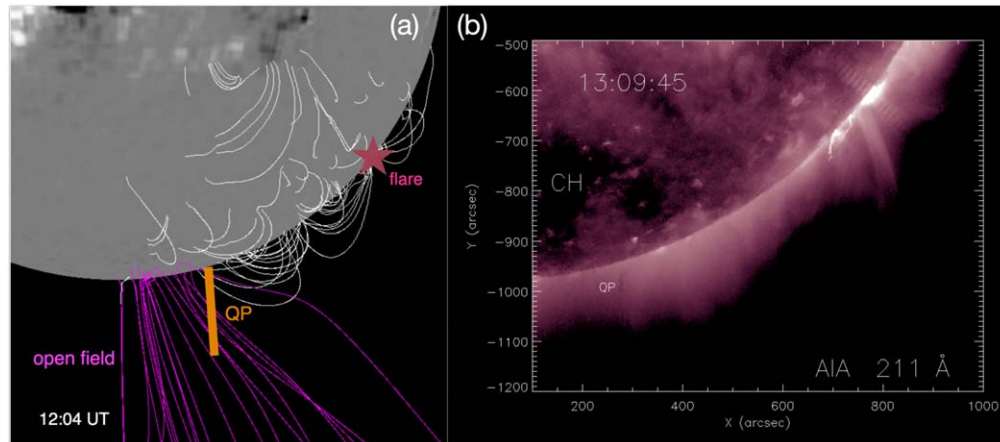 (a)
flare
QP
open field
12:04 UT
(b)
13:09:45
CH
QP
AIA 211 Å
Y (arcsec)
-500
-600
-700
-800
-900
-1000
-1100
-1200
200
400
600
800
1000
X (arcsec)